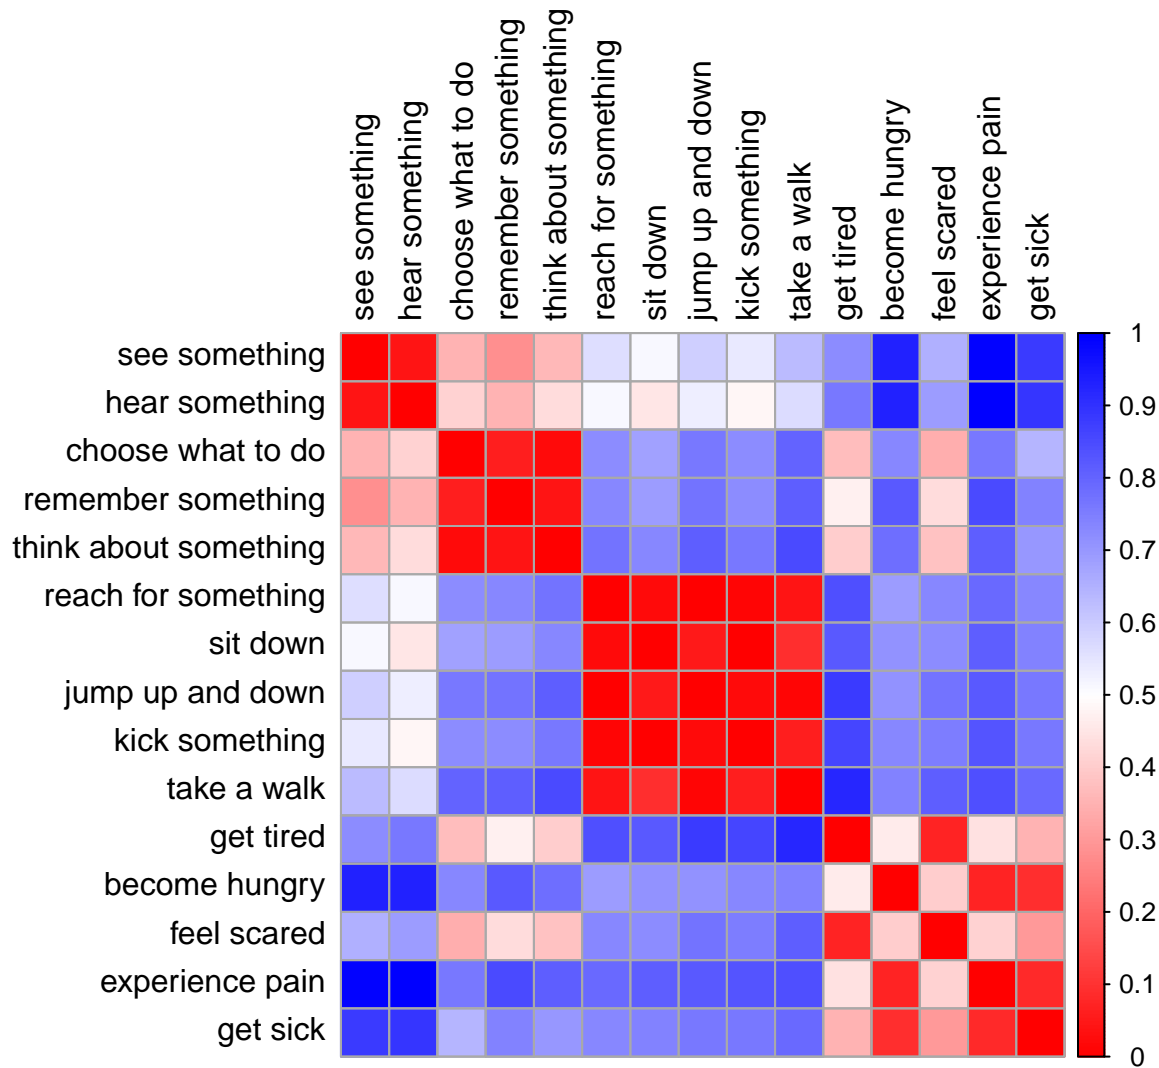 see something
hear something
choose what to do
remember something
think about something
reach for something
sit down
jump up and down
kick something
take a walk
get tired
become hungry
feel scared
experience pain
get sick
see something
hear something
choose what to do
remember something
think about something
reach for something
sit down
jump up and down
kick something
take a walk
get tired
become hungry
feel scared
experience pain
get sick
1
0.9
0.8
0.7
0.6
0.5
0.4
0.3
0.2
0.1
0